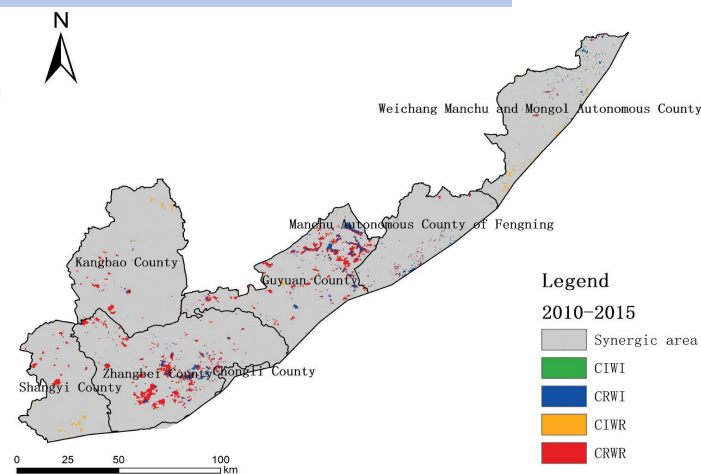 N
Weichang Manchu and Mongol Autonomous County
Manchu Autonomous County of Fengning
Kangbao County
Guyuan County
Zhangbei County
Chongli County
Shangyi County
Legend
2010-2015
Synergic area
CIWI
CRWI
CIWR
CRWR
0 25 50 100
km